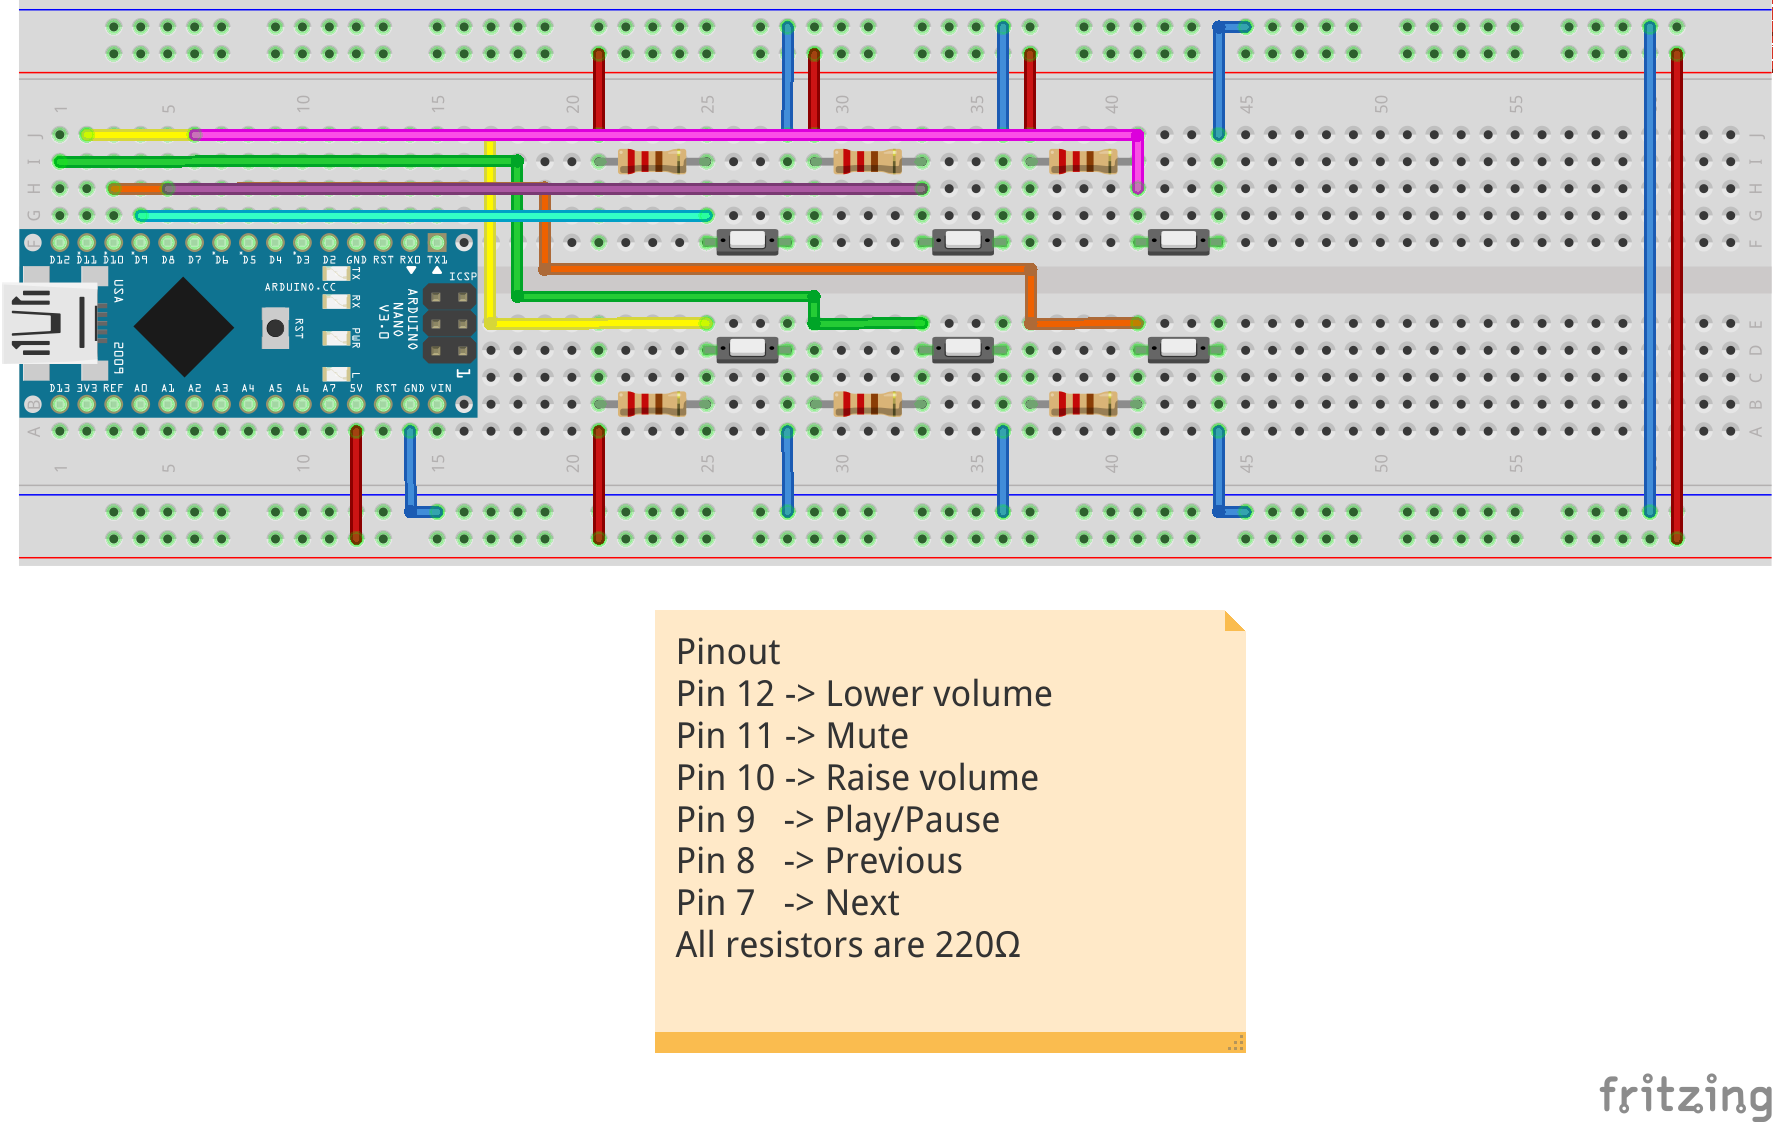 1 5 10 15 20 25 30 35 40 45 50 55
J J
I I
H H
G G
F F
D12 D11 D10 D9 D8 D7 D6 D5 D4 D3 D2 GND RST RX0 TX1
USA
ARDUINO.CC
RST
TX
RX
PWR
L
ARDUINO
NANO
V3.0
ICSP
1
2009
D13 3V3 REF A0 A1 A2 A3 A4 A5 A6 A7 5V RST GND VIN
E
D
C
B B
A A
1 5 10 15 20 25 30 35 40 45 50 55
Pinout
Pin 12 -> Lower volume
Pin 11 -> Mute
Pin 10 -> Raise volume
Pin 9 -> Play/Pause
Pin 8 -> Previous
Pin 7 -> Next
All resistors are 220Ω
fritzing